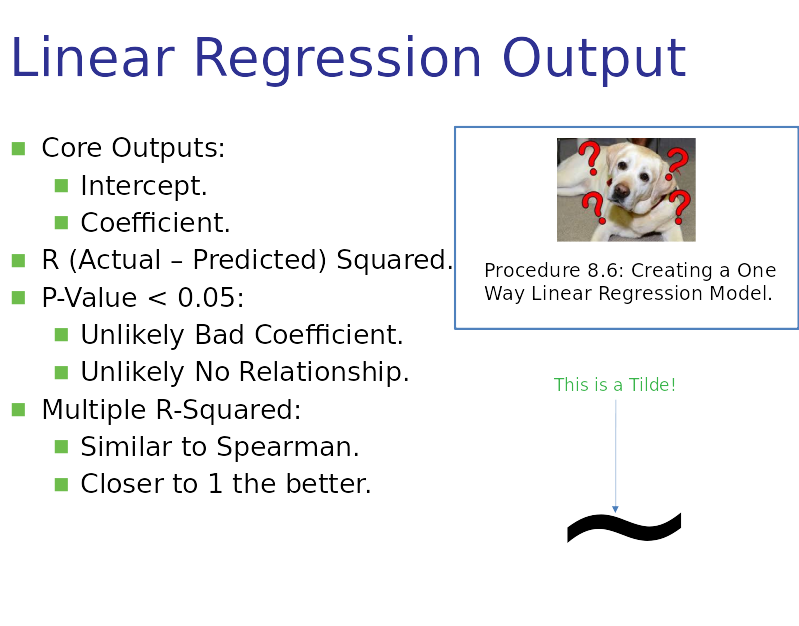 Linear Regression Output
Core Outputs:
Intercept.
Coefficient.
R (Actual – Predicted) Squared.
P-Value < 0.05:
Unlikely Bad Coefficient.
Unlikely No Relationship.
Multiple R-Squared:
Similar to Spearman.
Closer to 1 the better.
? ? ? ?
Procedure 8.6: Creating a One
Way Linear Regression Model.
This is a Tilde!